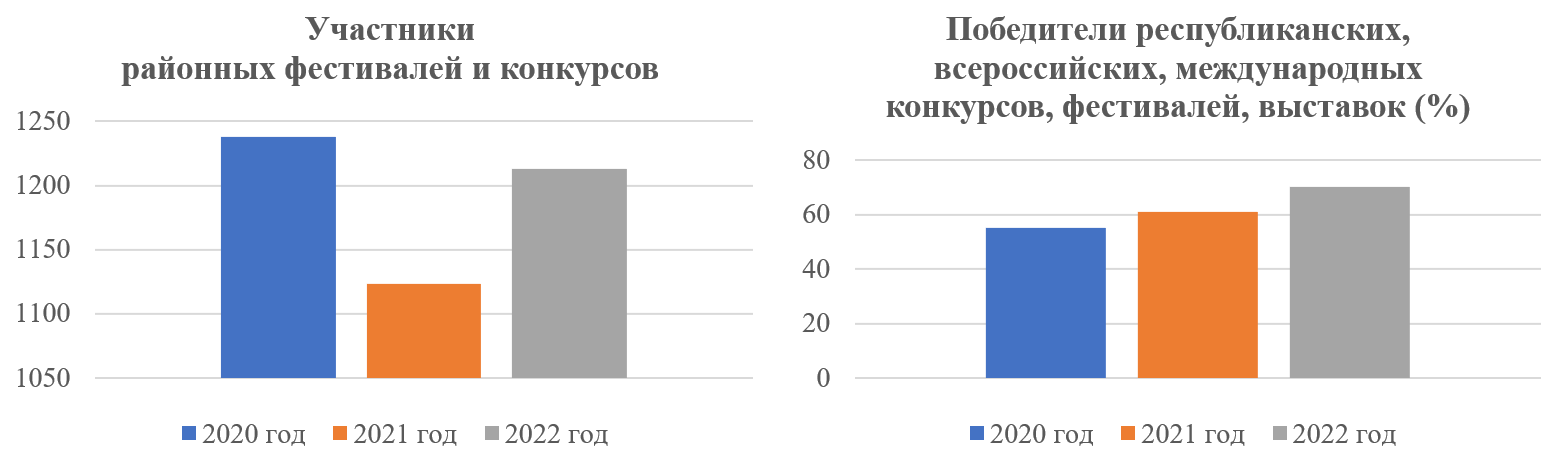 Участники
районных фестивалей и конкурсов
1250
1200
1150
1100
1050
2020 год 2021 год 2022 год
Победители республиканских,
всероссийских, международных
конкурсов, фестивалей, выставок (%)
80
60
40
20
0
2020 год 2021 год 2022 год